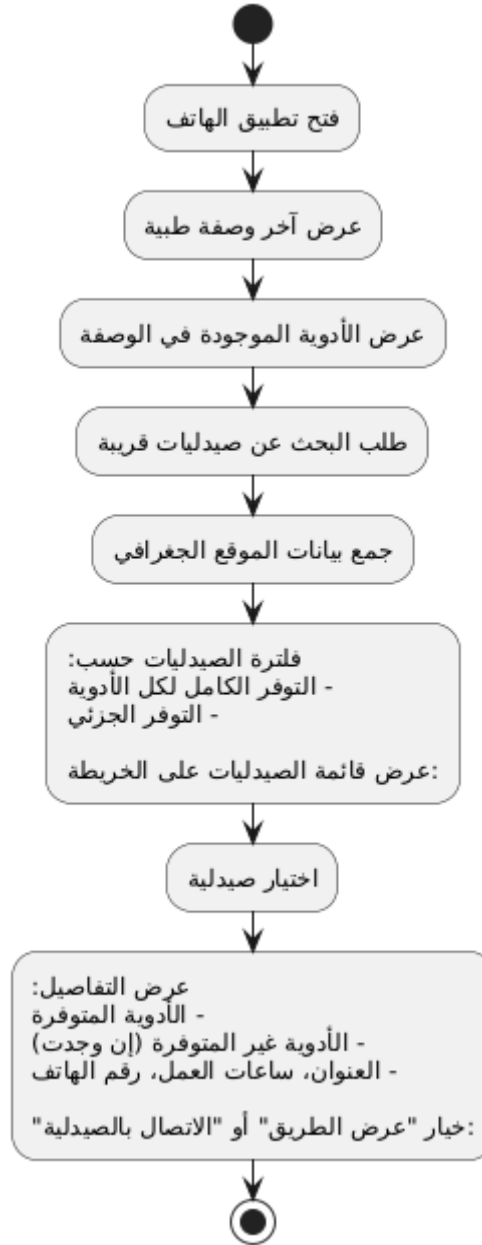 فتح تطبيق الهاتف
عرض آخر وصفة طبية
عرض الأدوية الموجودة في الوصفة
طلب البحث عن صيدليات قريبة
جمع بيانات الموقع الجغرافي
فلترة الصيدليات حسب:
- التوفر الكامل لكل الأدوية
- التوفر الجزئي
:عرض قائمة الصيدليات على الخريطة
اختيار صيدلية
عرض التفاصيل:
- الأدوية المتوفرة
- الأدوية غير المتوفرة (إن وجدت)
- العنوان، ساعات العمل، رقم الهاتف
:خيار "عرض الطريق" أو "الاتصال بالصيدلية"